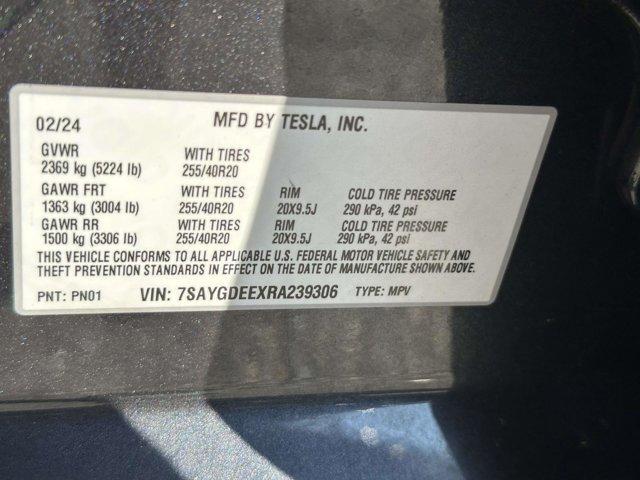 02/24 MFD BY TESLA, INC.
GVWR WITH TIRES
2369 kg (5224 lb) 255/40R20
GAWR FRT WITH TIRES RIM COLD TIRE PRESSURE
1363 kg (3004 lb) 255/40R20 20X9.5J 290 kPa, 42 psi
GAWR RR WITH TIRES RIM COLD TIRE PRESSURE
1500 kg (3306 lb) 255/40R20 20X9.5J 290 kPa, 42 psi
THIS VEHICLE CONFORMS TO ALL APPLICABLE U.S. FEDERAL MOTOR VEHICLE SAFETY AND
THEFT PREVENTION STANDARDS IN EFFECT ON THE DATE OF MANUFACTURE SHOWN ABOVE.
PNT: PN01 VIN: 7SAYGDEEXRA239306 TYPE: MPV